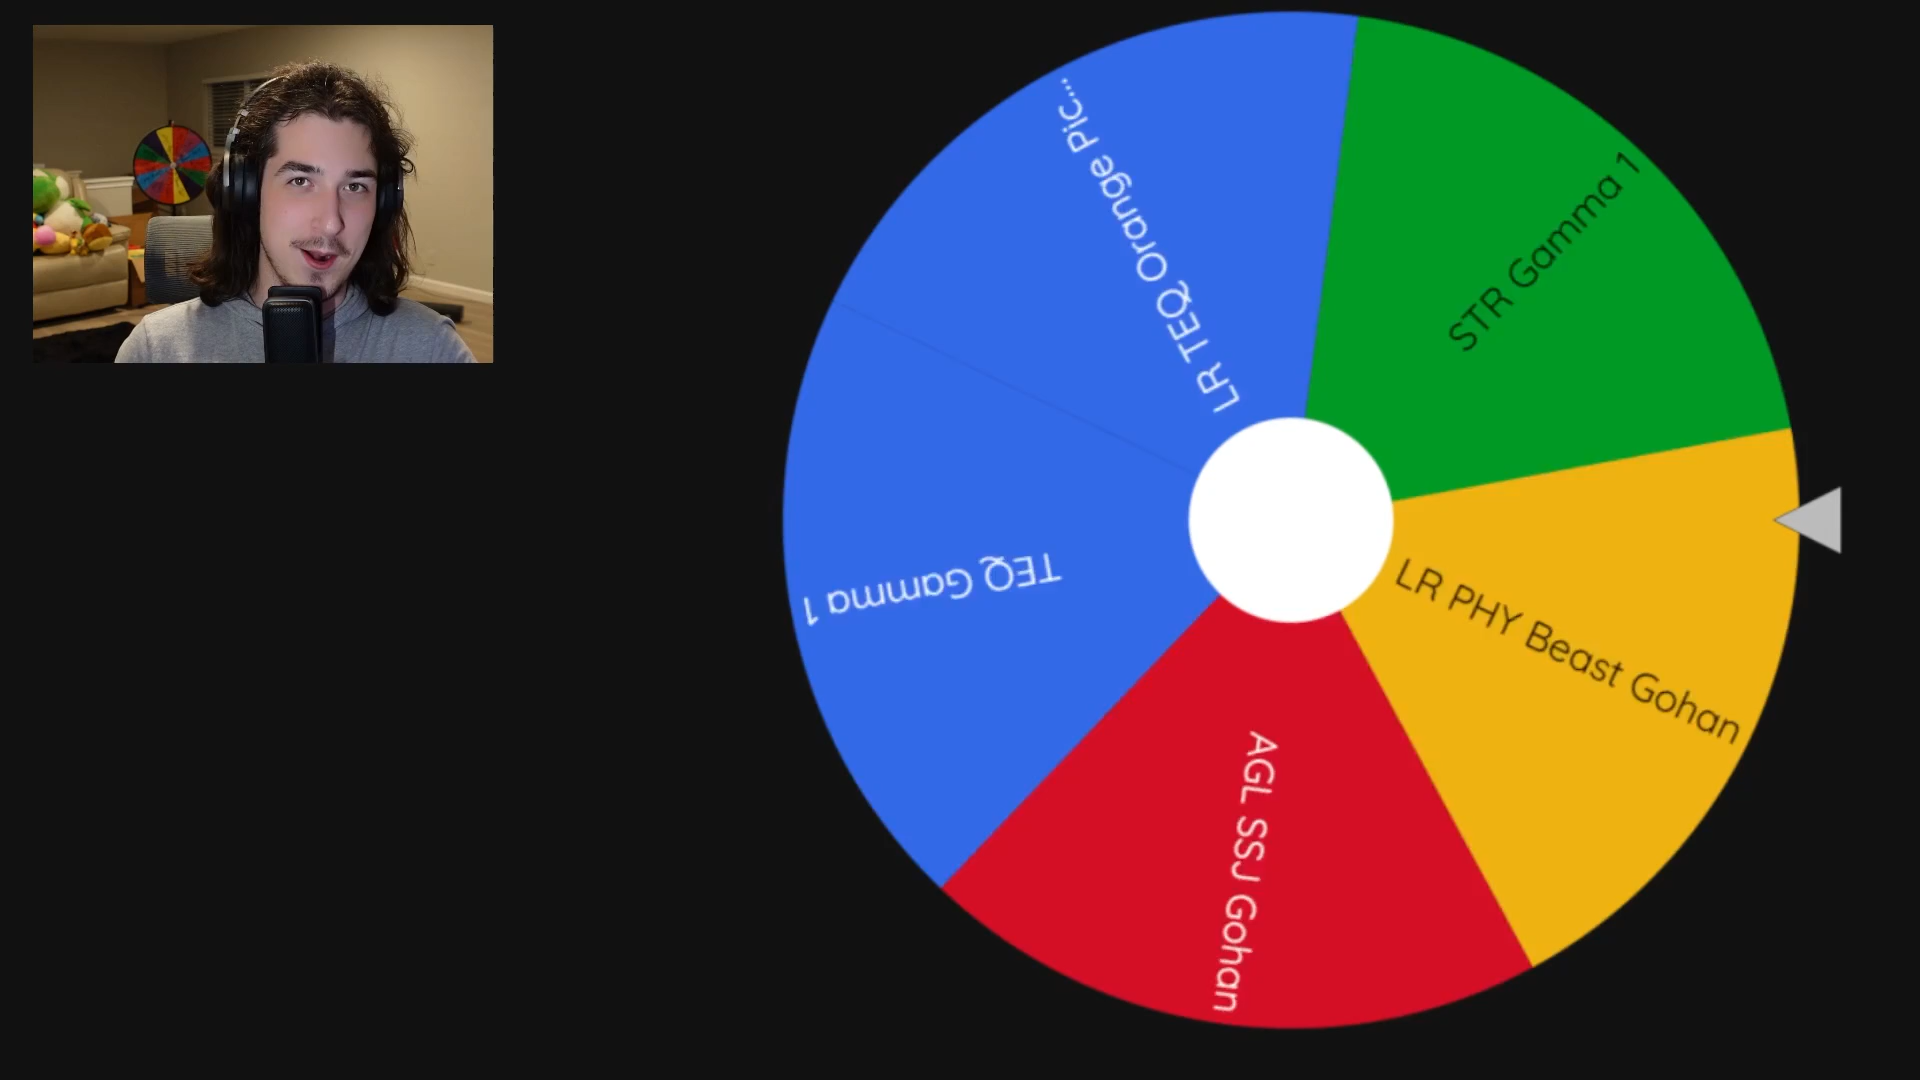 LR TEQ Orange Pic...
STR Gamma 1
TEQ Gamma 1
LR PHY Beast Gohan
AGL SSJ Gohan